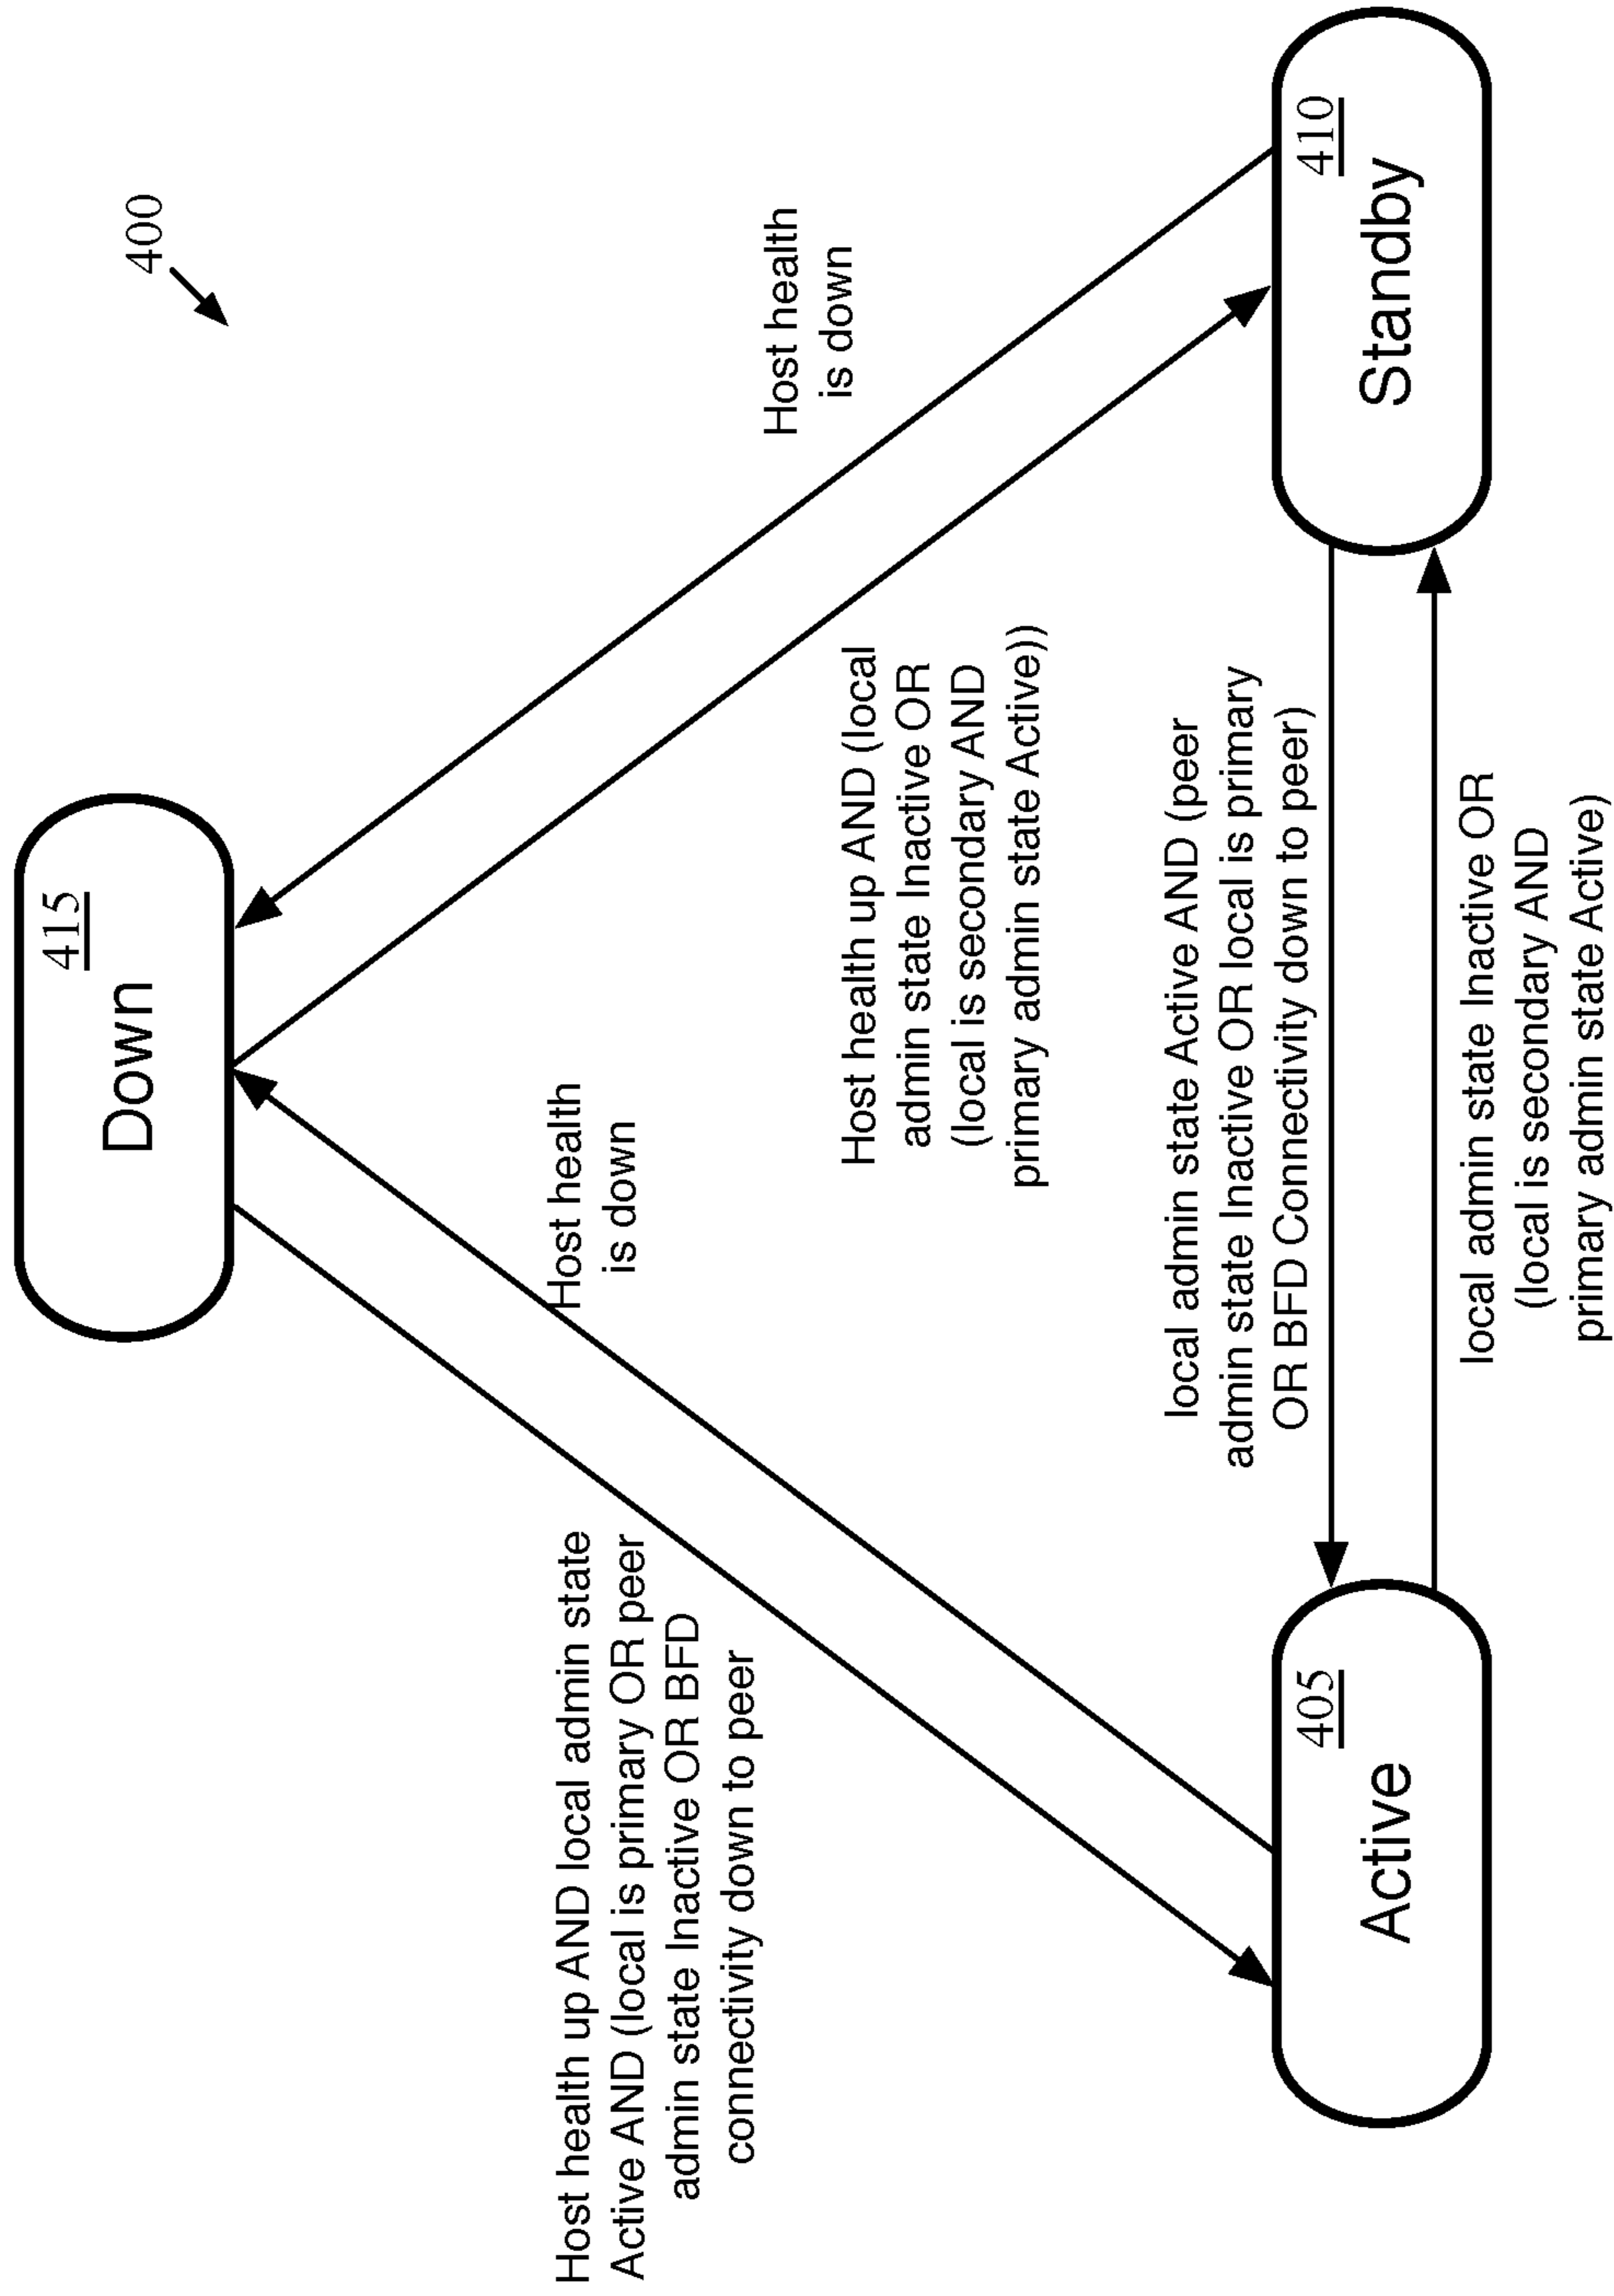 400
415
Down
Host health
is down
Host health up AND local admin state
Active AND (local is primary OR peer
admin state Inactive OR BFD
connectivity down to peer
Host health
is down
Host health up AND (local
admin state Inactive OR
(local is secondary AND
primary admin state Active))
local admin state Active AND (peer
admin state Inactive OR local is primary
OR BFD Connectivity down to peer)
405
Active
410
Standby
local admin state Inactive OR
(local is secondary AND
primary admin state Active)